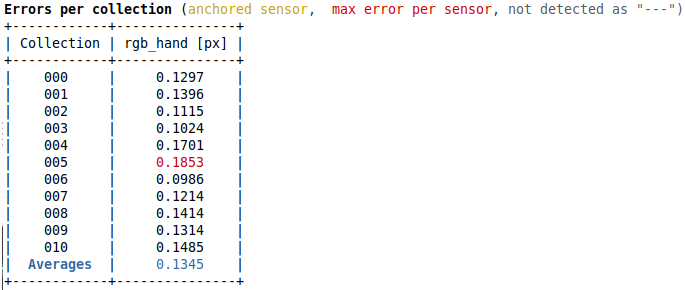 Errors per collection (anchored sensor,  max error per sensor, not detected as "---")
+------------+---------------+
| Collection | rgb_hand [px] |
+------------+---------------+
|    000     |     0.1297    |
|    001     |     0.1396    |
|    002     |     0.1115    |
|    003     |     0.1024    |
|    004     |     0.1701    |
|    005     |     0.1853    |
|    006     |     0.0986    |
|    007     |     0.1214    |
|    008     |     0.1414    |
|    009     |     0.1314    |
|    010     |     0.1485    |
|  Averages  |     0.1345    |
+------------+---------------+